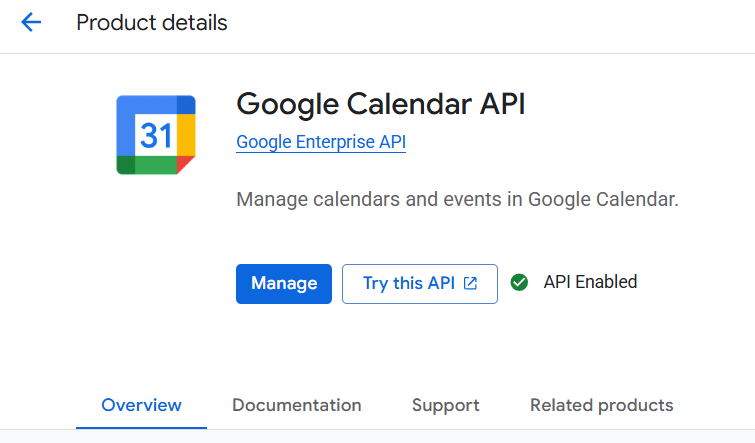 Product details
31
Google Calendar API
Google Enterprise API
Manage calendars and events in Google Calendar.
Manage
Try this API
API Enabled
Overview
Documentation
Support
Related products